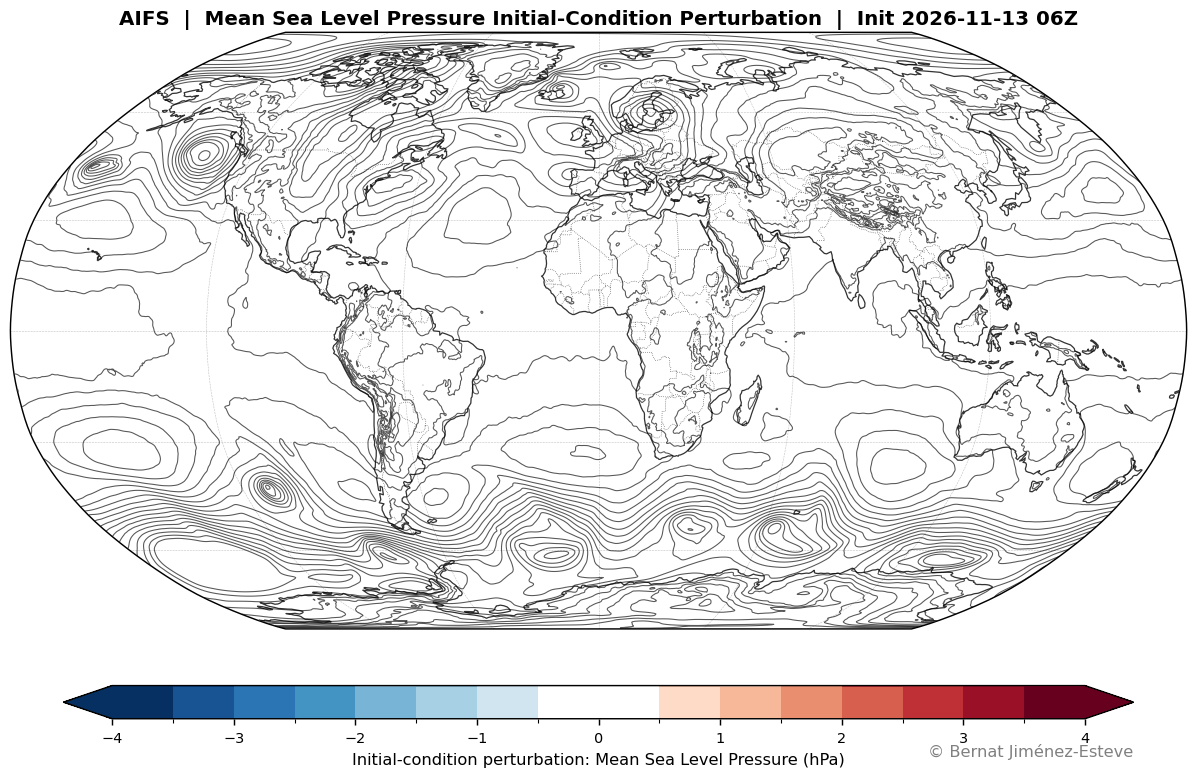 AIFS | Mean Sea Level Pressure Initial-Condition Perturbation | Init 2026-11-13 06Z
−4 −3 −2 −1 0 1 2 3 4
Initial-condition perturbation: Mean Sea Level Pressure (hPa)
© Bernat Jiménez-Esteve